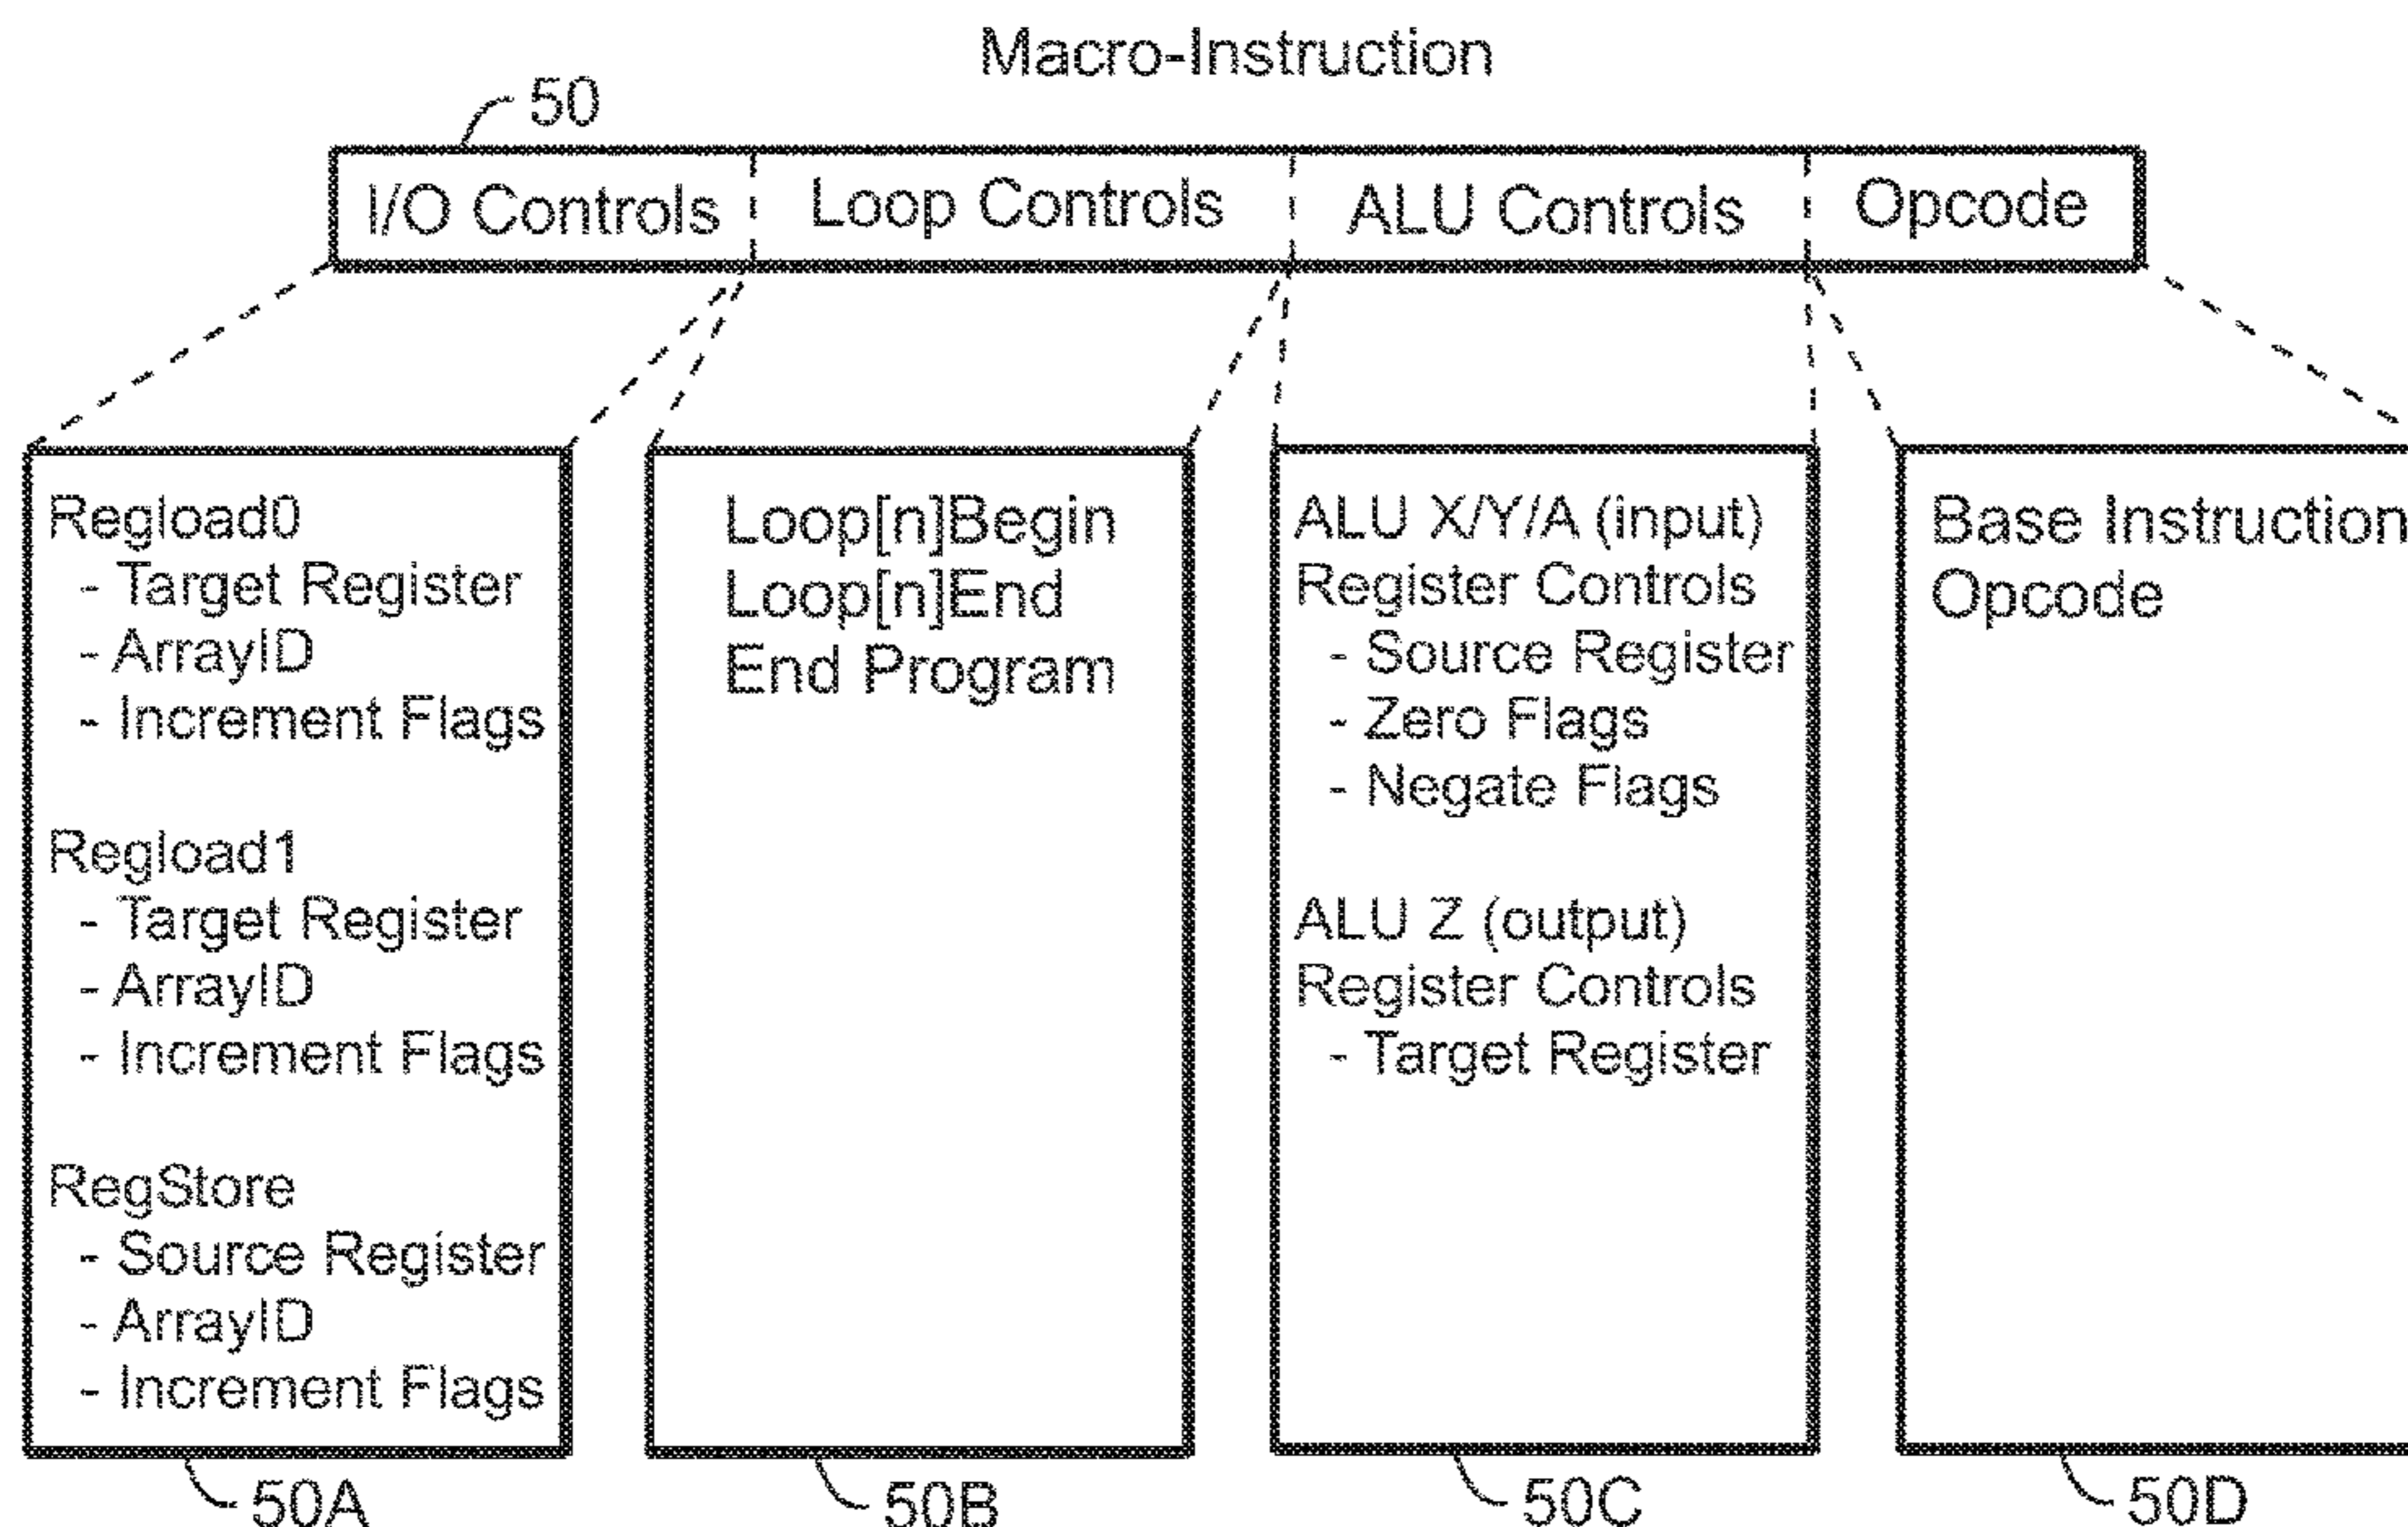 Macro-Instruction
50
I/O Controls
Loop Controls
ALU Controls
Opcode
Regload0
- Target Register
- ArrayID
- Increment Flags
Regload1
- Target Register
- ArrayID
- Increment Flags
RegStore
- Source Register
- ArrayID
- Increment Flags
50A
Loop[n]Begin
Loop[n]End
End Program
50B
ALU X/Y/A (input)
Register Controls
- Source Register
- Zero Flags
- Negate Flags
ALU Z (output)
Register Controls
- Target Register
50C
Base Instruction
Opcode
50D